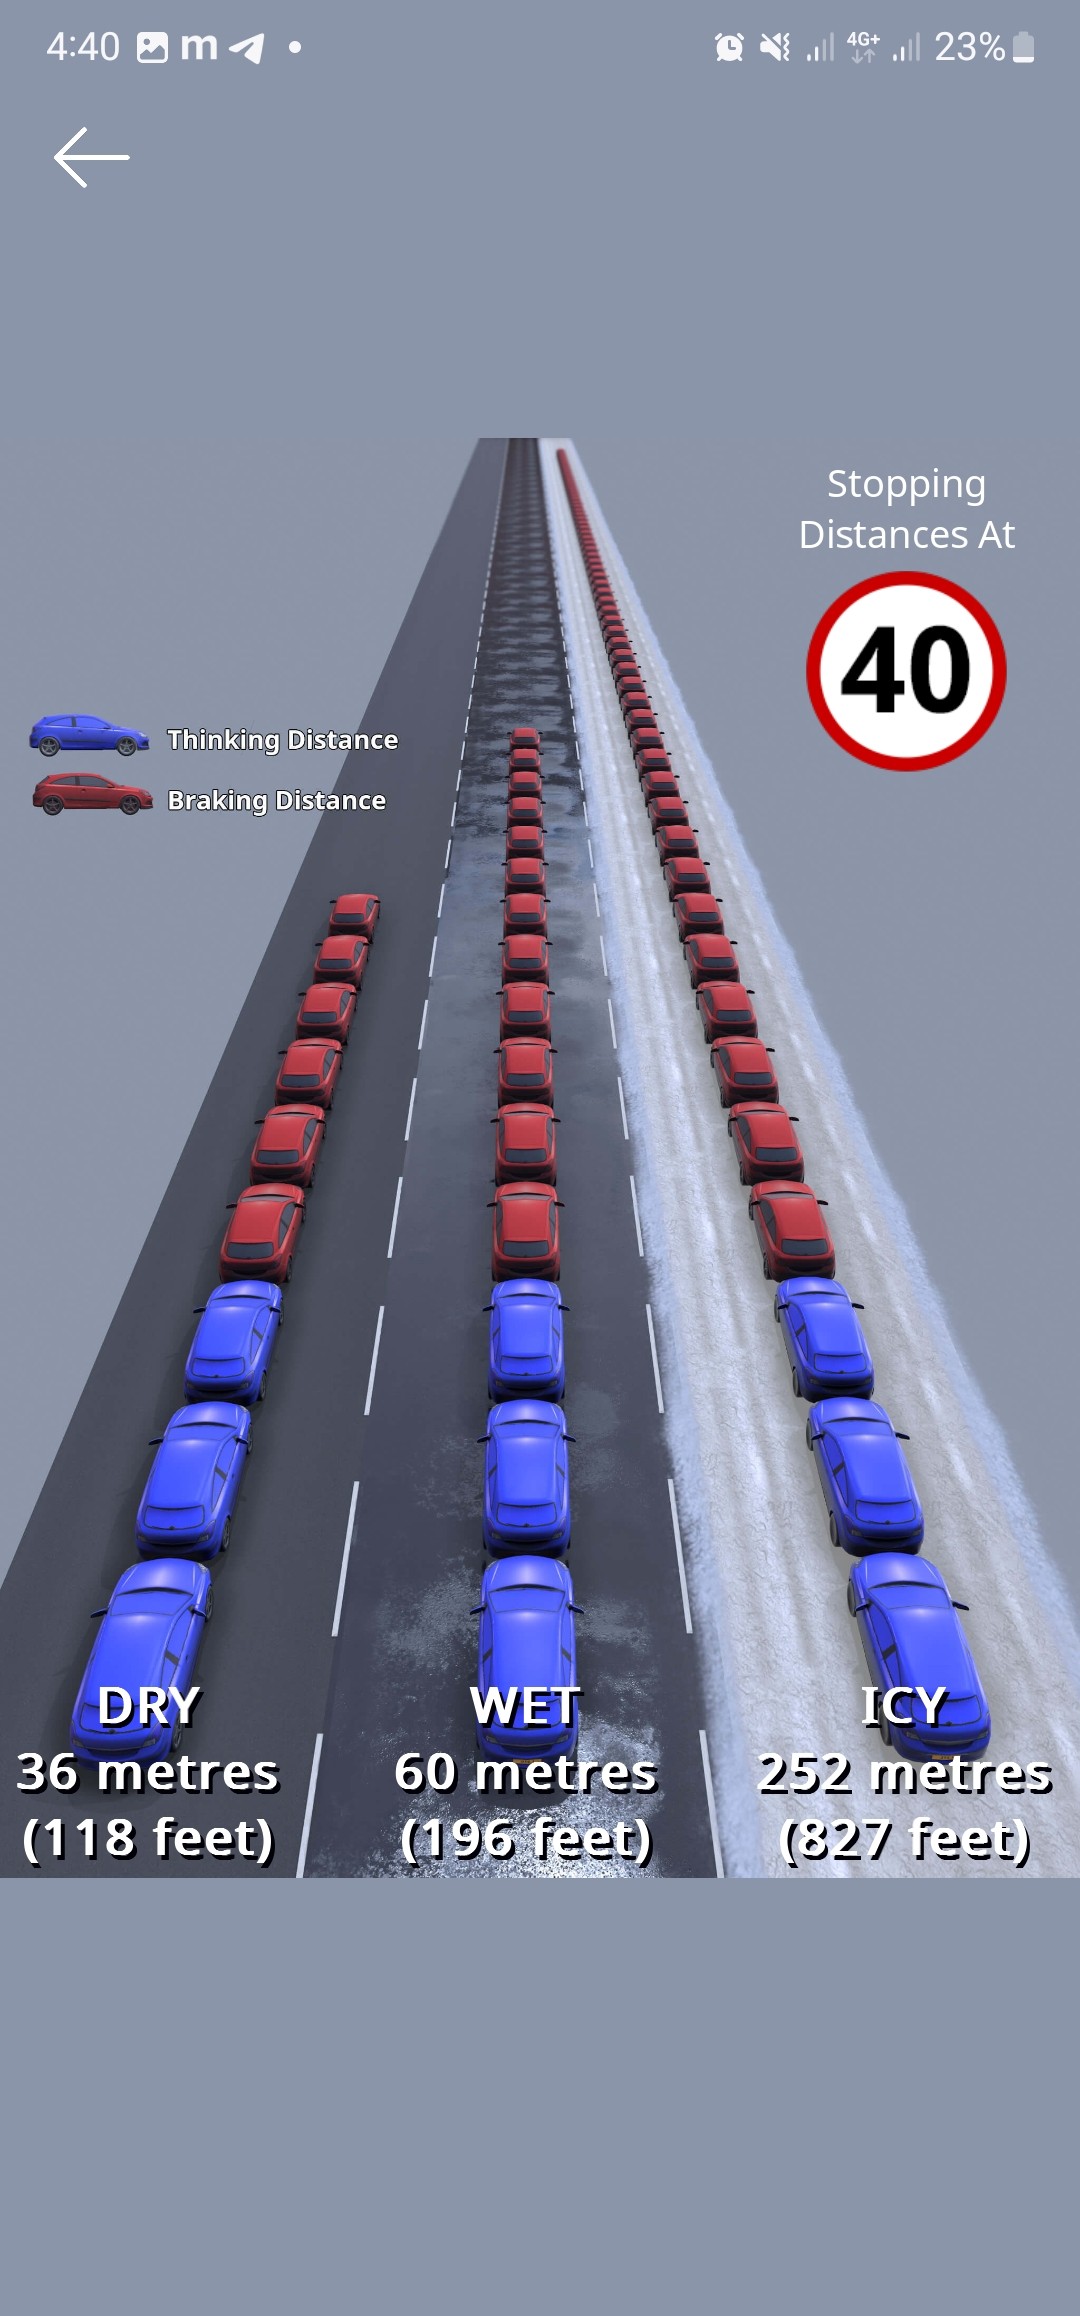 4:40 m 4G+ 23%
Stopping
Distances At
40
Thinking Distance
Braking Distance
DRY
36 metres
(118 feet)
WET
60 metres
(196 feet)
ICY
252 metres
(827 feet)